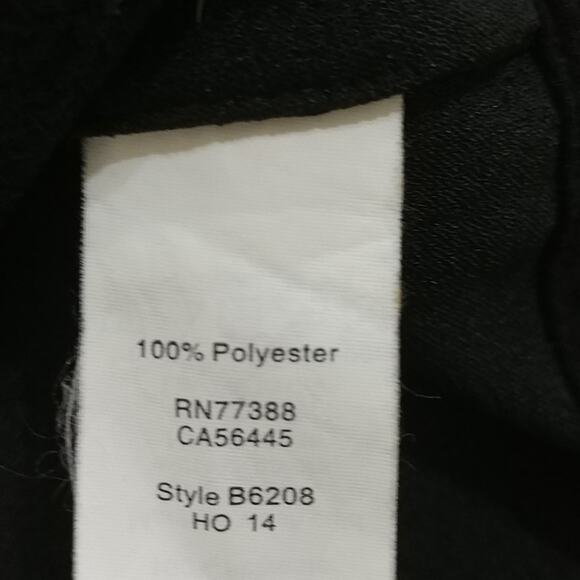 100% Polyester
RN77388
CA56445
Style B6208
HO 14